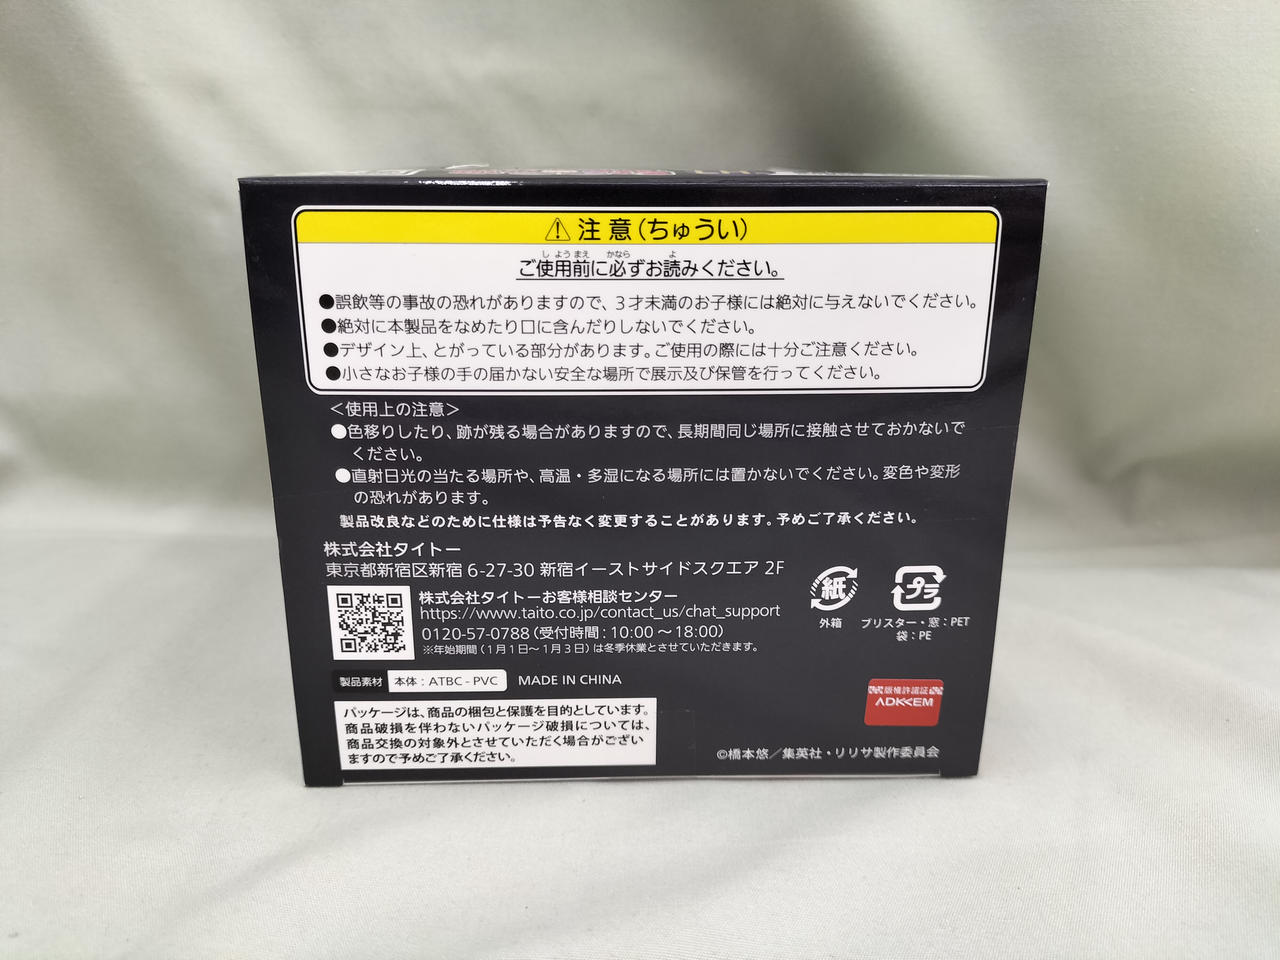 ⚠ 注意(ちゅうい)
ご使用前に必ずお読みください。
●誤飲等の事故の恐れがありますので、3才未満のお子様には絶対に与えないでください。
●絶対に本製品をなめたり口に含んだりしないでください。
●デザイン上、とがっている部分があります。ご使用の際には十分ご注意ください。
●小さなお子様の手の届かない安全な場所で展示及び保管を行ってください。
＜使用上の注意＞
●色移りしたり、跡が残る場合がありますので、長期間同じ場所に接触させておかないで
ください。
●直射日光の当たる場所や、高温・多湿になる場所には置かないでください。変色や変形
の恐れがあります。
製品改良などのために仕様は予告なく変更することがあります。予めご了承ください。
株式会社タイトー
東京都新宿区新宿 6-27-30 新宿イーストサイドスクエア 2F
株式会社タイトーお客様相談センター
https://www.taito.co.jp/contact_us/chat_support
0120-57-0788(受付時間：10:00～18:00)
※年始期間(1月1日～1月3日)は冬季休業とさせていただきます。
紙
外箱
プラ
ブリスター・窓：PET
袋：PE
製品素材 本体：ATBC-PVC MADE IN CHINA
パッケージは、商品の梱包と保護を目的としています。
商品破損を伴わないパッケージ破損については、
商品交換の対象外とさせていただく場合がござい
ますので予めご了承ください。
版権許諾証
ADKEM
©橋本悠／集英社・リリサ製作委員会